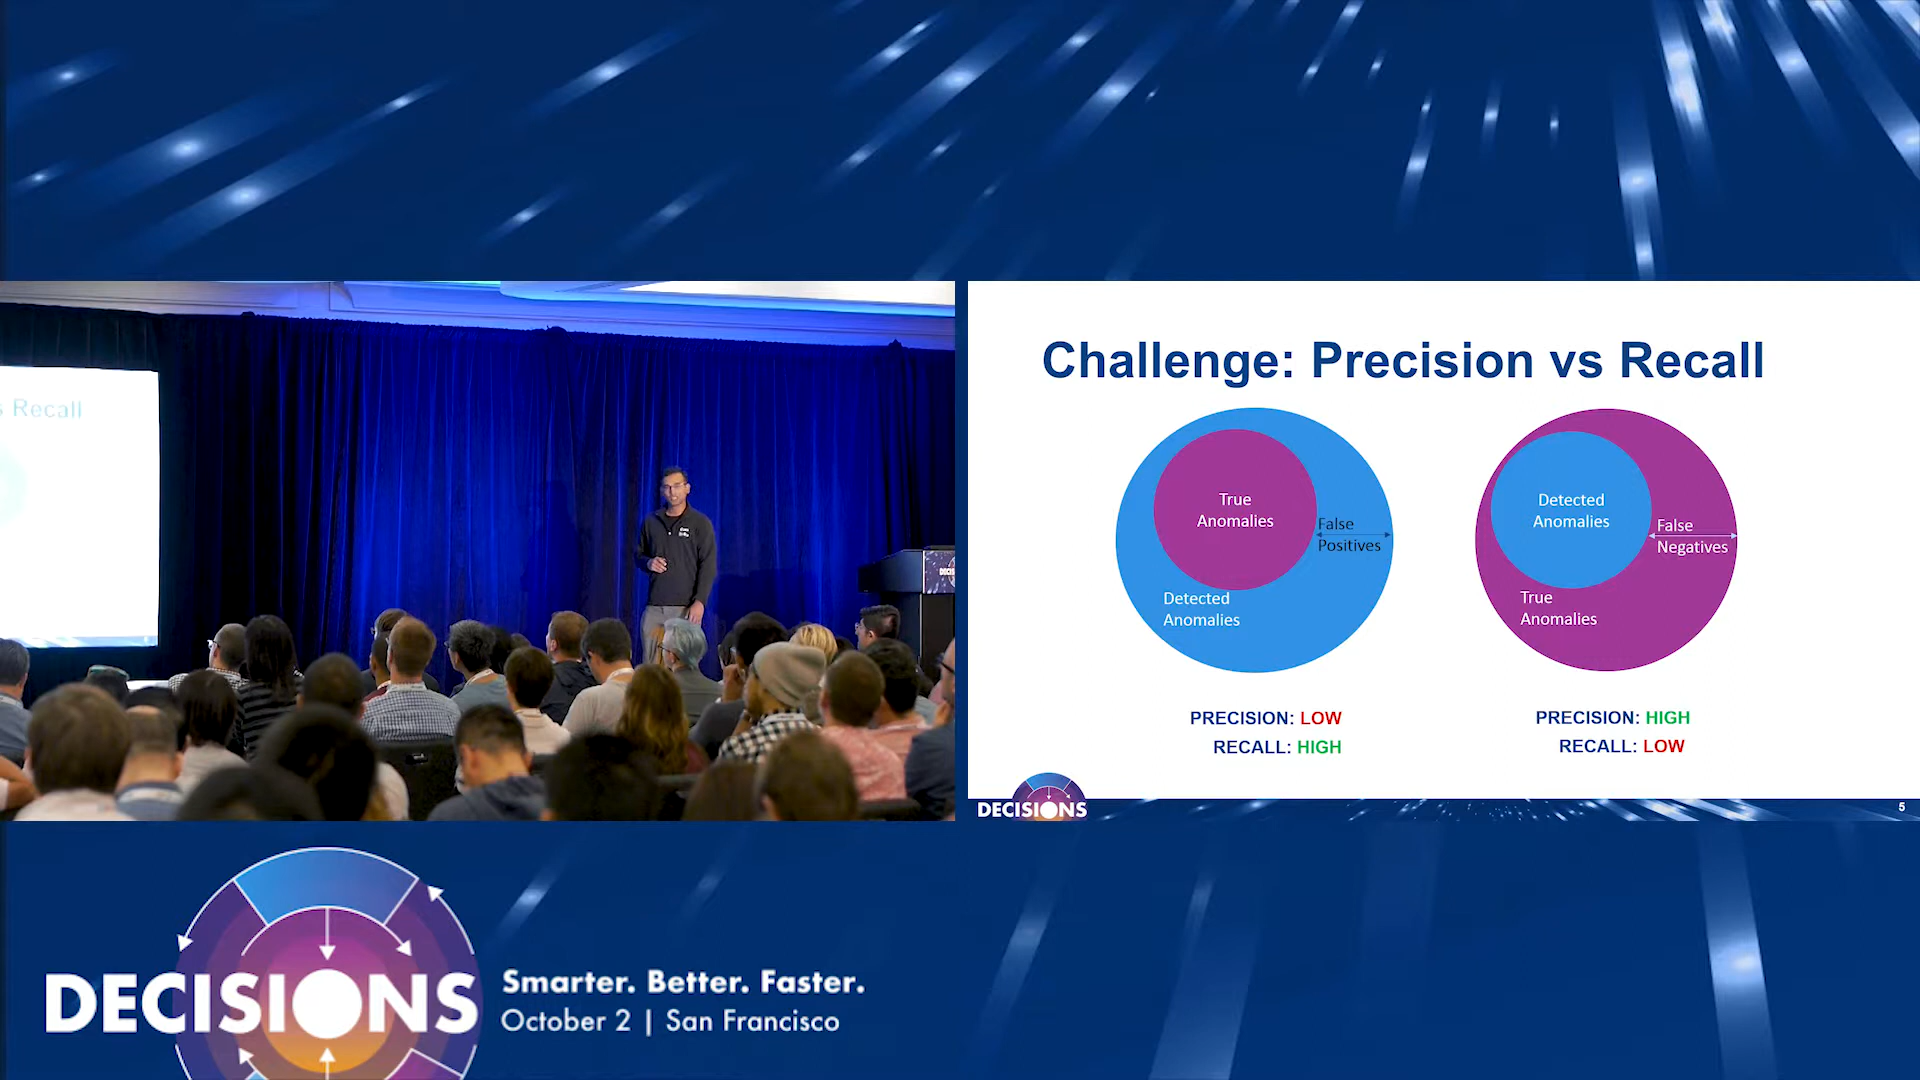 s Recall
DECIS
Challenge: Precision vs Recall
True
Anomalies
False
Positives
Detected
Anomalies
Detected
Anomalies
False
Negatives
True
Anomalies
PRECISION: LOW
RECALL: HIGH
PRECISION: HIGH
RECALL: LOW
DECISIONS
5
DECISIONS
Smarter. Better. Faster.
October 2 | San Francisco